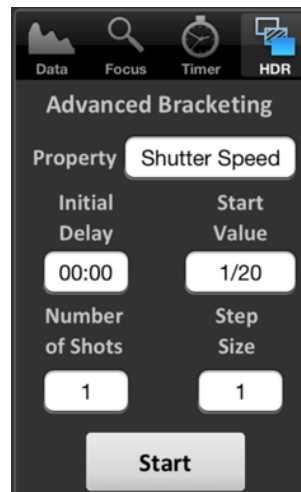 Data Focus Timer HDR
Advanced Bracketing
Property Shutter Speed
Initial Start
Delay Value
00:00 1/20
Number Step
of Shots Size
1 1
Start